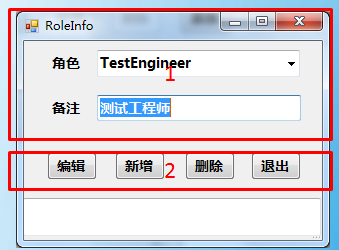 RoleInfo
角色 TestEngineer
1
备注 测试工程师
编辑 新增 2 删除 退出